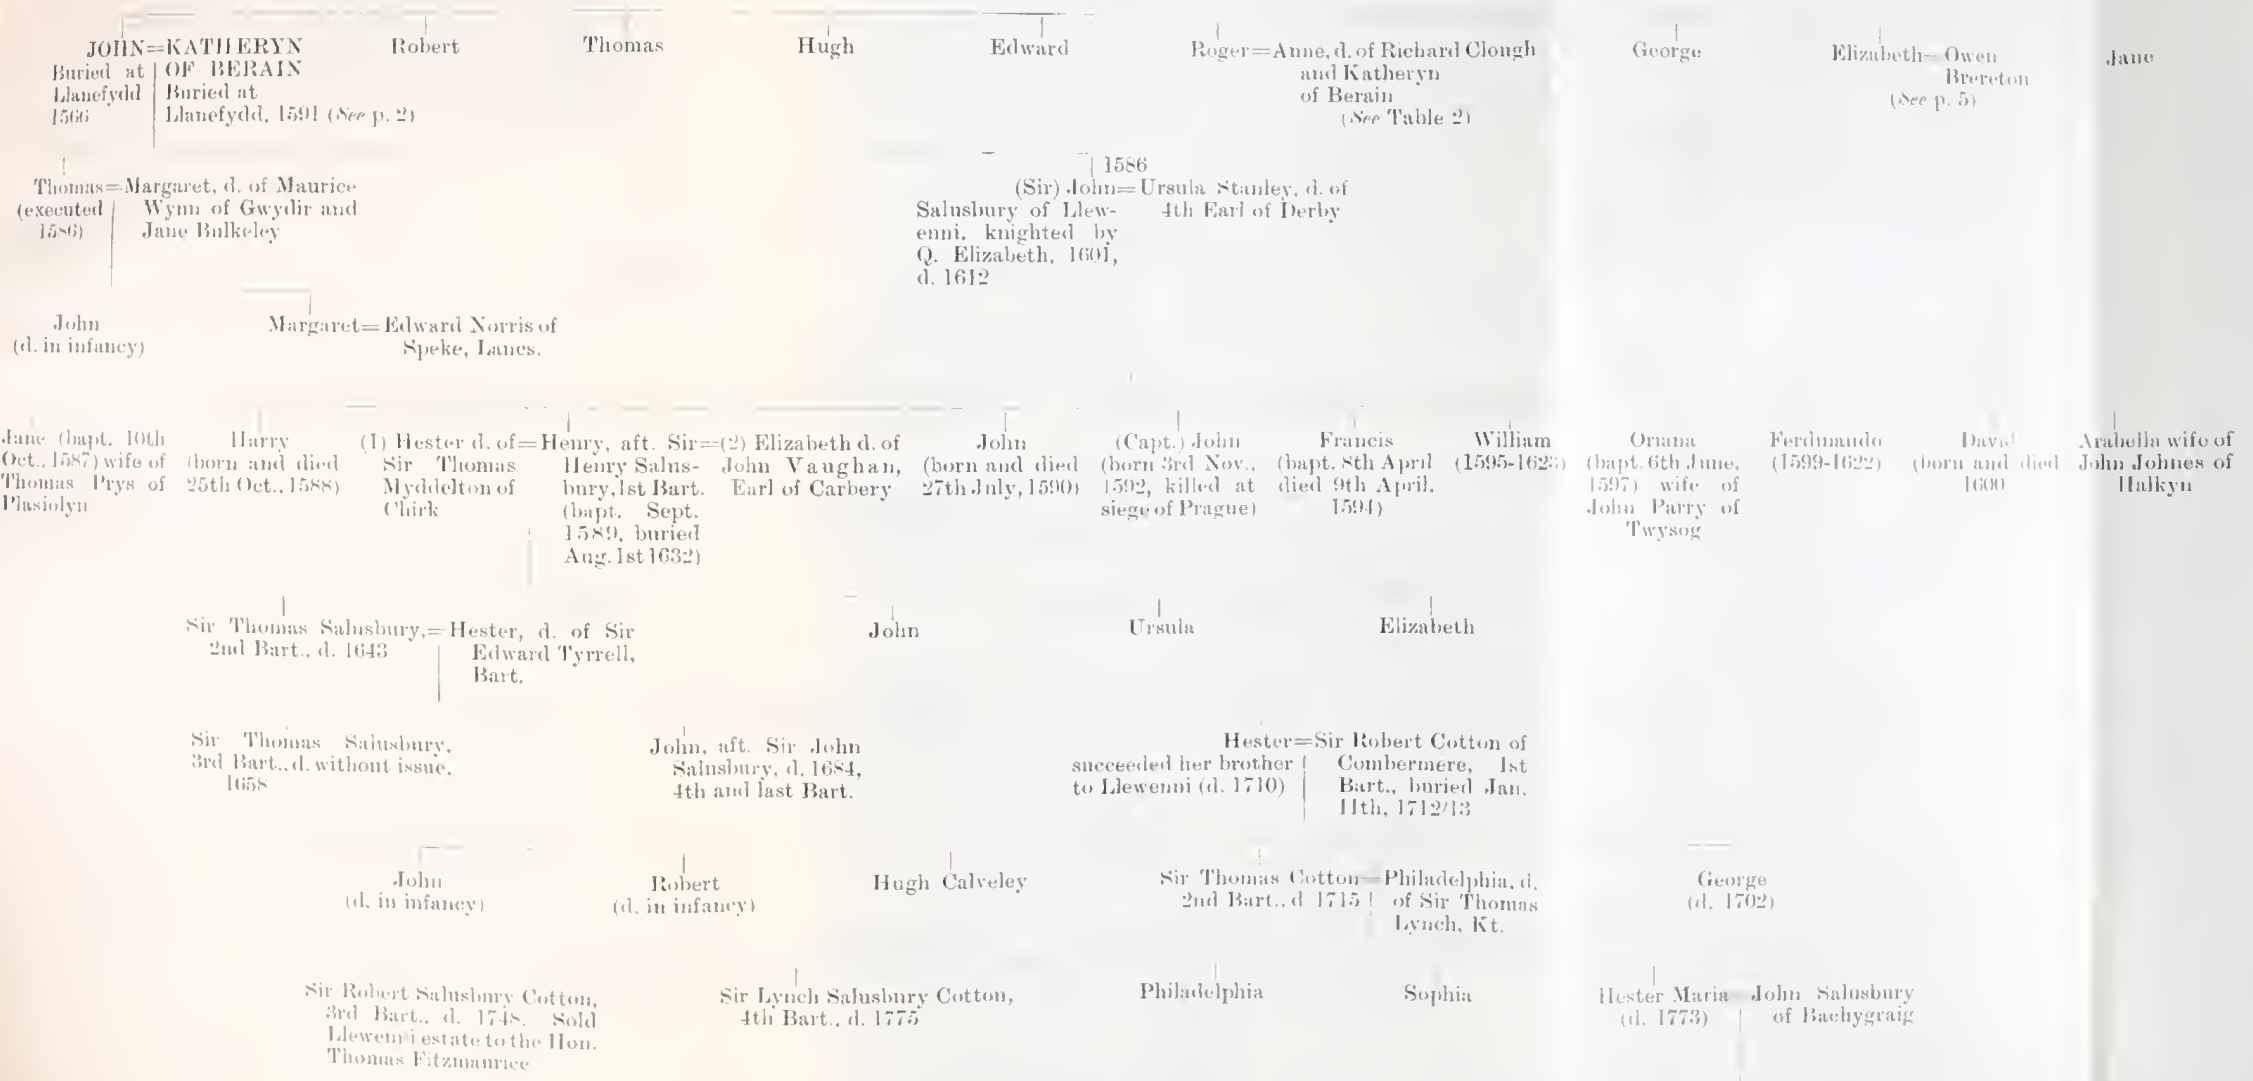 JOHN=KATHERYN
Buried at OF BERAIN
Llanefydd Buried at
1566 Llanefydd, 1591 (See p. 2)
Robert
Thomas
Hugh
Edward
Roger=Anne, d. of Richard Clough
and Katheryn
of Berain
(See Table 2)
George
Elizabeth=Owen
Brereton
(See p. 5)
Jane
Thomas=Margaret, d. of Maurice
(executed Wynn of Gwydir and
1586) Jane Bulkeley
1586
(Sir) John=Ursula Stanley, d. of
Salusbury of Llew- 4th Earl of Derby
enni, knighted by
Q. Elizabeth, 1601,
d. 1612
John
(d. in infancy)
Margaret=Edward Norris of
Speke, Lancs.
Jane (bapt. 10th
Oct., 1587) wife of
Thomas Prys of
Plasiolyn
Harry
(born and died
25th Oct., 1588)
(1) Hester d. of=Henry, aft. Sir=(2) Elizabeth d. of
Sir Thomas Henry Salus- John Vaughan,
Myddelton of bury, 1st Bart. Earl of Carbery
Chirk (bapt. Sept.
1589, buried
Aug. 1st 1632)
John
(born and died
27th July, 1590)
(Capt.) John
(born 3rd Nov.,
1592, killed at
siege of Prague)
Francis
(bapt. 8th April
died 9th April,
1594)
William
(1595-1623)
Oriana
(bapt. 6th June,
1597) wife of
John Parry of
Twysog
Ferdinando
(1599-1622)
David
(born and died
1600
Arabella wife of
John Johnes of
Halkyn
Sir Thomas Salusbury,=Hester, d. of Sir
2nd Bart., d. 1643 Edward Tyrrell,
Bart.
John
Ursula
Elizabeth
Sir Thomas Salusbury,
3rd Bart., d. without issue,
1658
John, aft. Sir John
Salusbury, d. 1684,
4th and last Bart.
Hester=Sir Robert Cotton of
succeeded her brother Combermere, 1st
to Llewenni (d. 1710) Bart., buried Jan.
11th, 1712/13
John
(d. in infancy)
Robert
(d. in infancy)
Hugh Calveley
Sir Thomas Cotton=Philadelphia, d.
2nd Bart., d 1715 of Sir Thomas
Lynch, Kt.
George
(d. 1702)
Sir Robert Salusbury Cotton,
3rd Bart., d. 1748. Sold
Llewenni estate to the Hon.
Thomas Fitzmaurice
Sir Lynch Salusbury Cotton,
4th Bart., d. 1775
Philadelphia
Sophia
Hester Maria=John Salusbury
(d. 1773) of Bachygraig